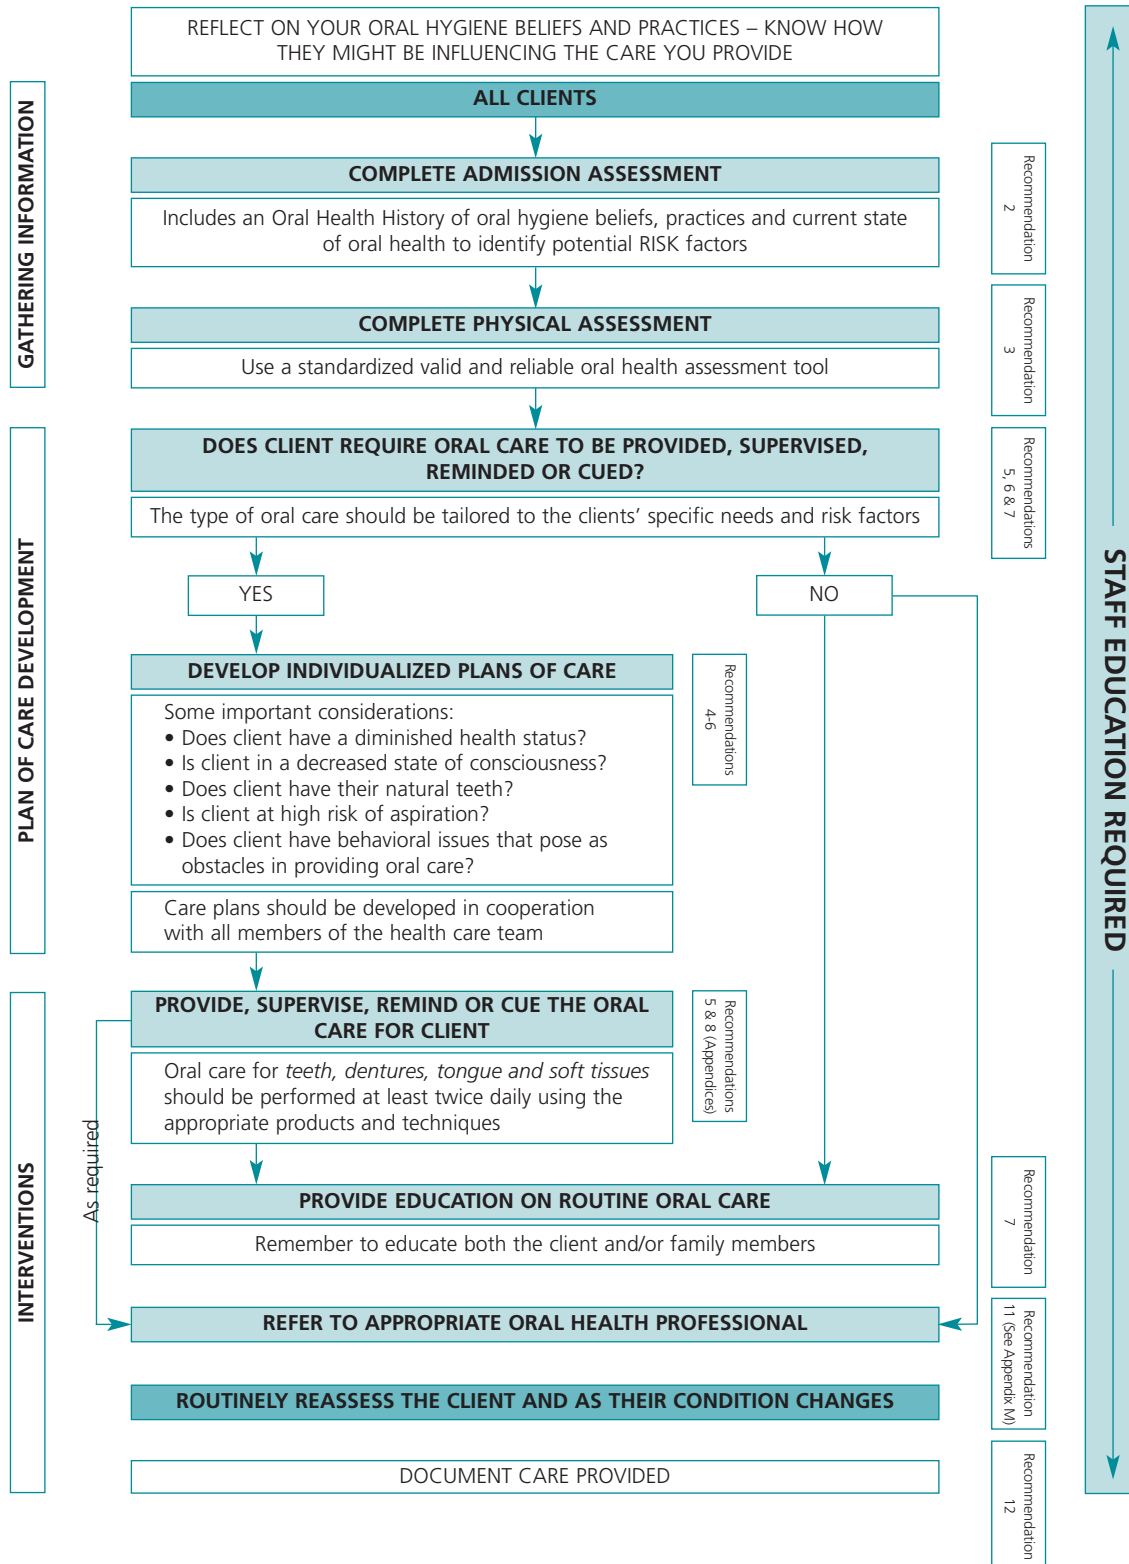 REFLECT ON YOUR ORAL HYGIENE BELIEFS AND PRACTICES – KNOW HOW
THEY MIGHT BE INFLUENCING THE CARE YOU PROVIDE
GATHERING INFORMATION
ALL CLIENTS
COMPLETE ADMISSION ASSESSMENT
Includes an Oral Health History of oral hygiene beliefs, practices and current state
of oral health to identify potential RISK factors
Recommendation
2
COMPLETE PHYSICAL ASSESSMENT
Use a standardized valid and reliable oral health assessment tool
Recommendation
3
PLAN OF CARE DEVELOPMENT
DOES CLIENT REQUIRE ORAL CARE TO BE PROVIDED, SUPERVISED,
REMINDED OR CUED?
The type of oral care should be tailored to the clients’ specific needs and risk factors
Recommendations
5, 6 & 7
YES
NO
DEVELOP INDIVIDUALIZED PLANS OF CARE
Some important considerations:
• Does client have a diminished health status?
• Is client in a decreased state of consciousness?
• Does client have their natural teeth?
• Is client at high risk of aspiration?
• Does client have behavioral issues that pose as
obstacles in providing oral care?
Care plans should be developed in cooperation
with all members of the health care team
Recommendations
4-6
INTERVENTIONS
PROVIDE, SUPERVISE, REMIND OR CUE THE ORAL
CARE FOR CLIENT
Oral care for teeth, dentures, tongue and soft tissues
should be performed at least twice daily using the
appropriate products and techniques
Recommendations
5 & 8 (Appendices)
As required
PROVIDE EDUCATION ON ROUTINE ORAL CARE
Remember to educate both the client and/or family members
Recommendation
7
REFER TO APPROPRIATE ORAL HEALTH PROFESSIONAL
Recommendation
11 (See Appendix M)
ROUTINELY REASSESS THE CLIENT AND AS THEIR CONDITION CHANGES
DOCUMENT CARE PROVIDED
Recommendation
12
STAFF EDUCATION REQUIRED